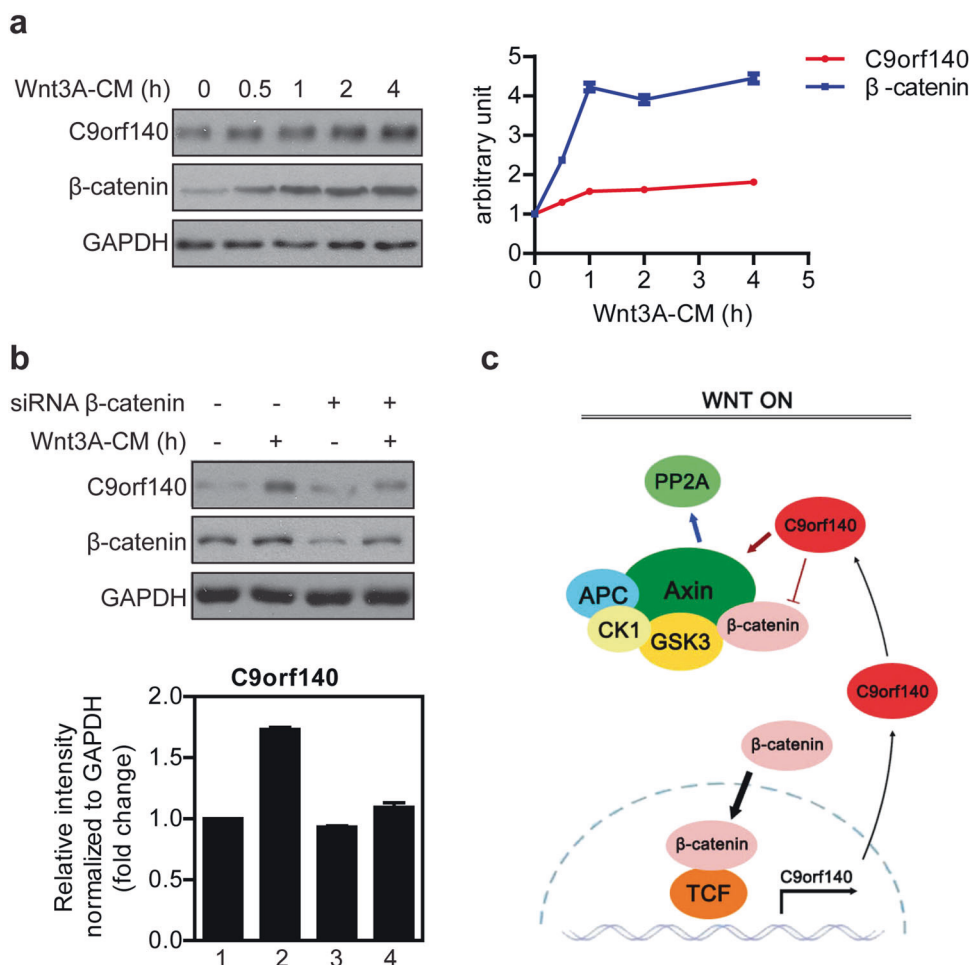 a
Wnt3A-CM (h) 0 0.5 1 2 4
C9orf140
β-catenin
GAPDH
arbitrary unit
5
4
3
2
1
0
0 1 2 3 4 5
Wnt3A-CM (h)
C9orf140
β-catenin
b
siRNA β-catenin - - + +
Wnt3A-CM (h) - + - +
C9orf140
β-catenin
GAPDH
C9orf140
Relative intensity
normalized to GAPDH
(fold change)
2.0
1.5
1.0
0.5
0.0
1 2 3 4
c
WNT ON
PP2A
C9orf140
Axin
APC
CK1
GSK3
β-catenin
C9orf140
β-catenin
β-catenin
TCF
C9orf140